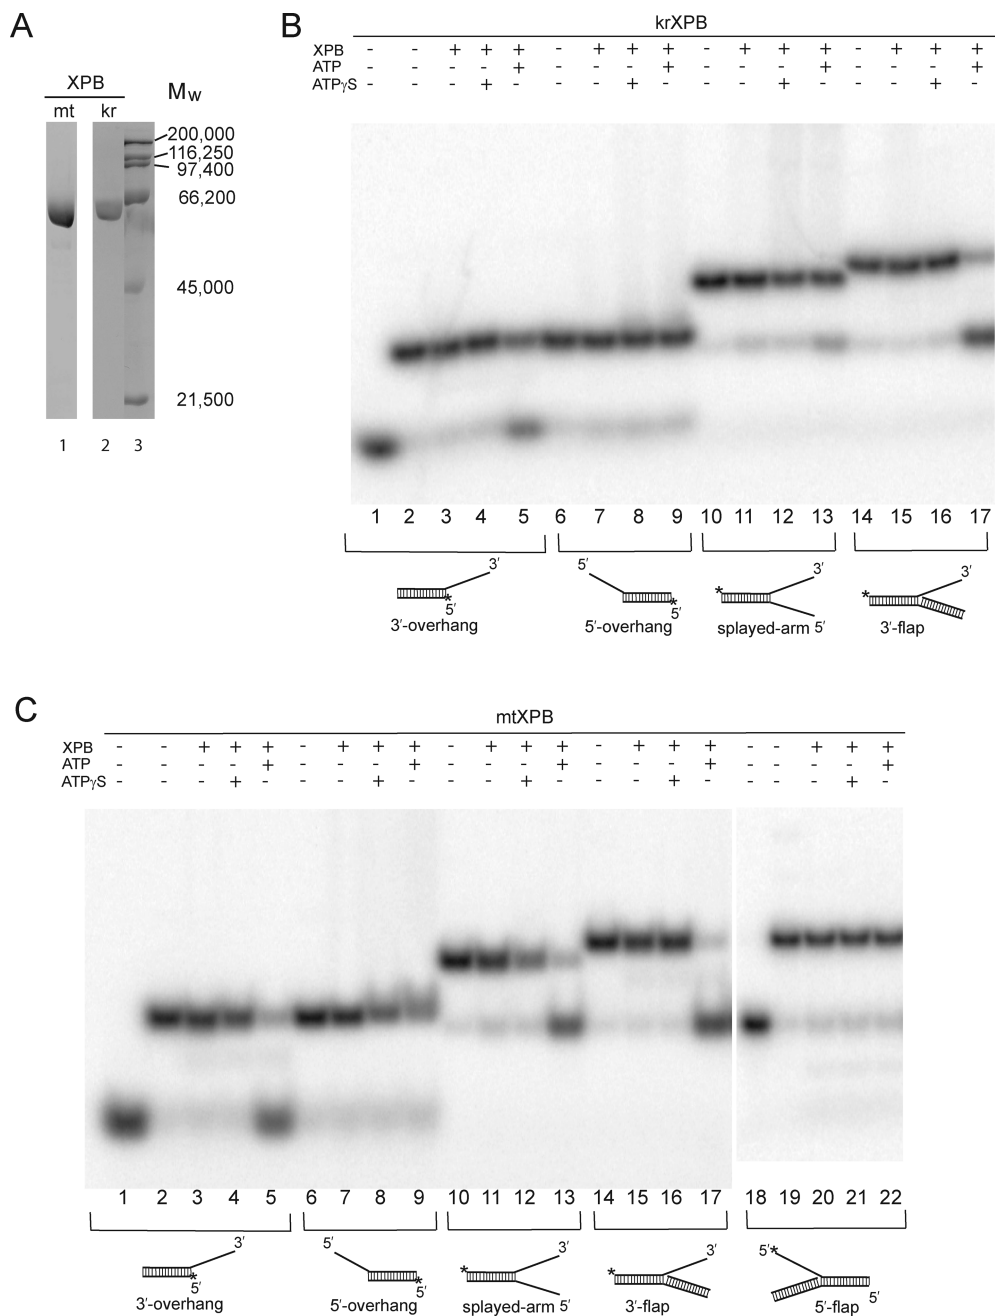 A
XPB
mt kr
Mw
200,000
116,250
97,400
66,200
45,000
21,500
1 2 3
B
krXPB
XPB - - + + + - + + + - + + + - + + +
ATP - - - - + - - - + - - - + - - - +
ATPγS - - - + - - - + - - - + - - - + -
1 2 3 4 5 6 7 8 9 10 11 12 13 14 15 16 17
3′ 5′ 3′ 3′
* 5′ * 5′ * *
3′-overhang 5′-overhang splayed-arm 5′ 3′-flap
C
mtXPB
XPB - - + + + - + + + - + + + - + + + - - + + +
ATP - - - - + - - - + - - - + - - - + - - - - +
ATPγS - - - + - - - + - - - + - - - + - - - - + -
1 2 3 4 5 6 7 8 9 10 11 12 13 14 15 16 17 18 19 20 21 22
3′ 5′ 3′ 3′ 5′*
* 5′ * 5′ * * 5′
3′-overhang 5′-overhang splayed-arm 5′ 3′-flap 5′-flap